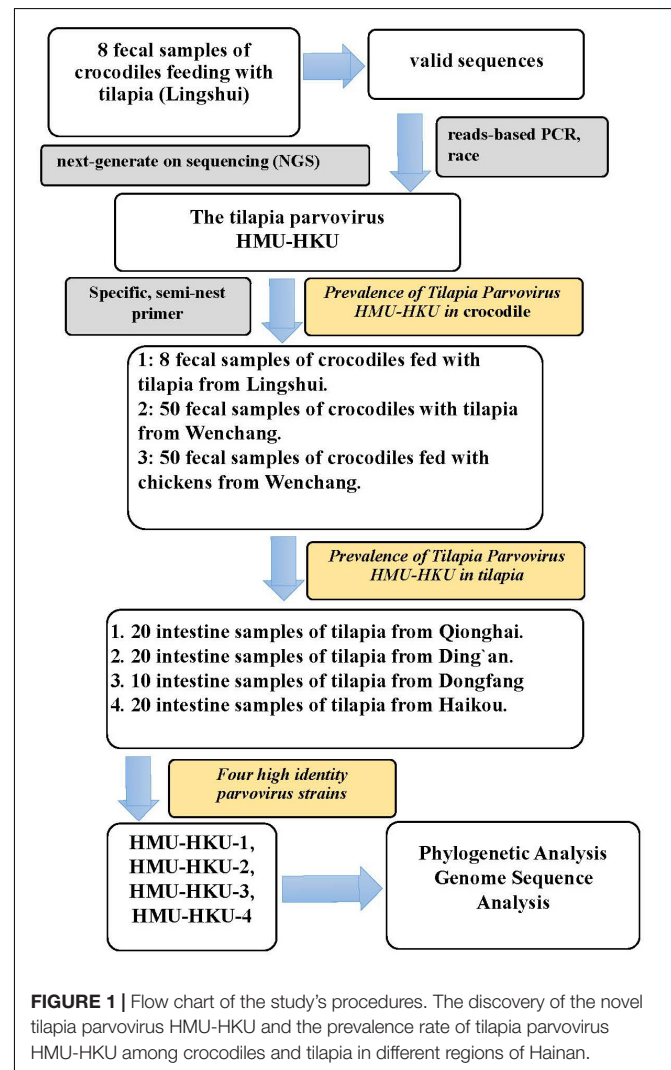 8 fecal samples of
crocodiles feeding with
tilapia (Lingshui)
valid sequences
next-generate on sequencing (NGS)
reads-based PCR,
race
The tilapia parvovirus
HMU-HKU
Specific, semi-nest
primer
Prevalence of Tilapia Parvovirus
HMU-HKU in crocodile
1: 8 fecal samples of crocodiles fed with
tilapia from Lingshui.
2: 50 fecal samples of crocodiles with tilapia
from Wenchang.
3: 50 fecal samples of crocodiles fed with
chickens from Wenchang.
Prevalence of Tilapia Parvovirus
HMU-HKU in tilapia
1. 20 intestine samples of tilapia from Qionghai.
2. 20 intestine samples of tilapia from Ding`an.
3. 10 intestine samples of tilapia from Dongfang
4. 20 intestine samples of tilapia from Haikou.
Four high identity
parvovirus strains
HMU-HKU-1,
HMU-HKU-2,
HMU-HKU-3,
HMU-HKU-4
Phylogenetic Analysis
Genome Sequence
Analysis
FIGURE 1 | Flow chart of the study's procedures. The discovery of the novel
tilapia parvovirus HMU-HKU and the prevalence rate of tilapia parvovirus
HMU-HKU among crocodiles and tilapia in different regions of Hainan.